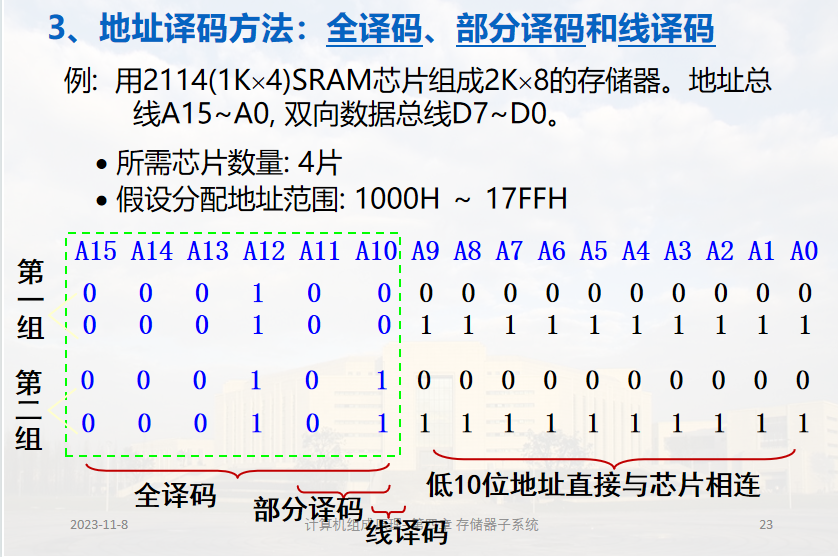 3、地址译码方法：全译码、部分译码和线译码
例: 用2114(1K×4)SRAM芯片组成2K×8的存储器。地址总
线A15~A0, 双向数据总线D7~D0。
• 所需芯片数量: 4片
• 假设分配地址范围: 1000H ~ 17FFH
A15 A14 A13 A12 A11 A10 A9 A8 A7 A6 A5 A4 A3 A2 A1 A0
第一组
0 0 0 1 0 0 0 0 0 0 0 0 0 0 0 0
0 0 0 1 0 0 1 1 1 1 1 1 1 1 1 1
第二组
0 0 0 1 0 1 0 0 0 0 0 0 0 0 0 0
0 0 0 1 0 1 1 1 1 1 1 1 1 1 1 1
全译码
部分译码
线译码
低10位地址直接与芯片相连
2023-11-8
计算机组成 章 存储器子系统
23